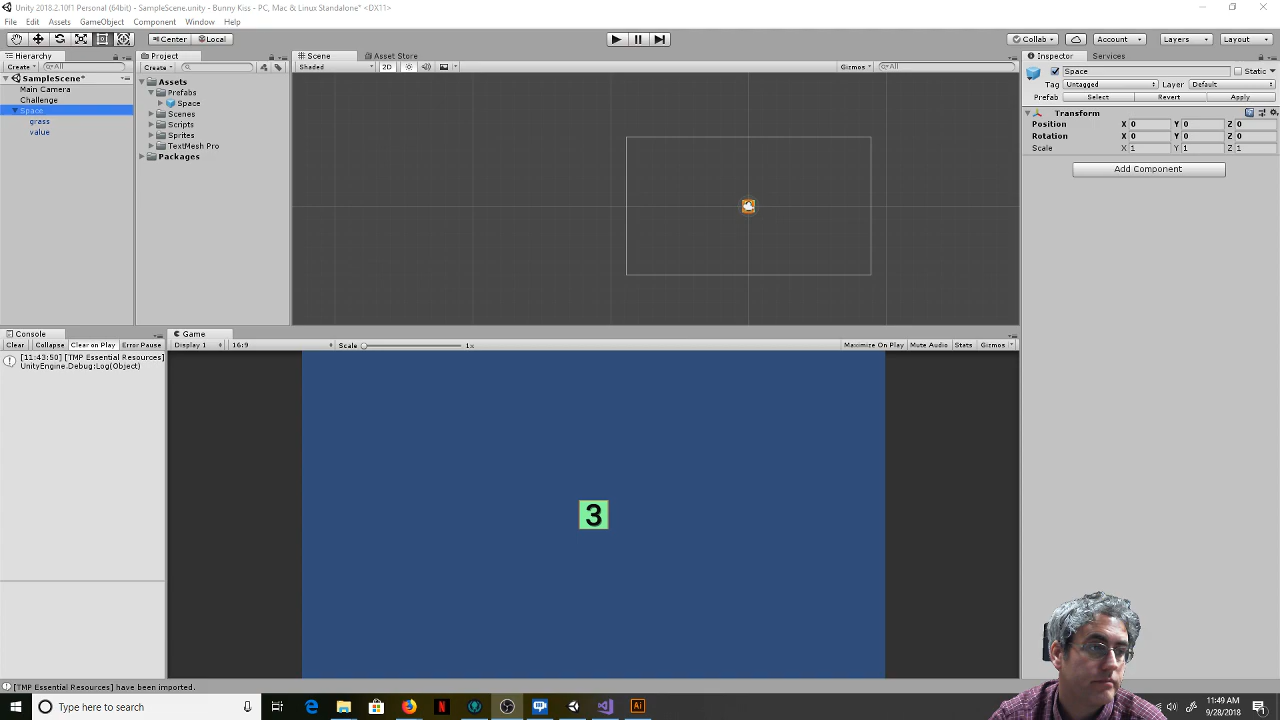 Unity 2018.2.10f1 Personal (64bit) - SampleScene.unity - Bunny Kiss - PC, Mac & Linux Standalone* <DX11>
File Edit Assets GameObject Component Window Help
Center Local Collab Account Layers Layout
Hierarchy Project Scene Asset Store Inspector Services
Create All Create Shaded 2D Gizmos All Space Static
SampleScene* Assets Tag Untagged Layer Default
Main Camera Prefabs Prefab Select Revert Apply
Challenge Space Transform
Space Scenes Position X 0 Y 0 Z 0
grass Scripts Rotation X 0 Y 0 Z 0
value Sprites Scale X 1 Y 1 Z 1
TextMesh Pro
Packages
Add Component
Console Game
Clear Collapse Clear on Play Error Pause Display 1 16:9 Scale 1x Maximize On Play Mute Audio Stats Gizmos
[11:43:50] [TMP Essential Resources]
UnityEngine.Debug:Log(Object)
3
[TMP Essential Resources] have been imported.
Type here to search
11:49 AM
9/28/2018